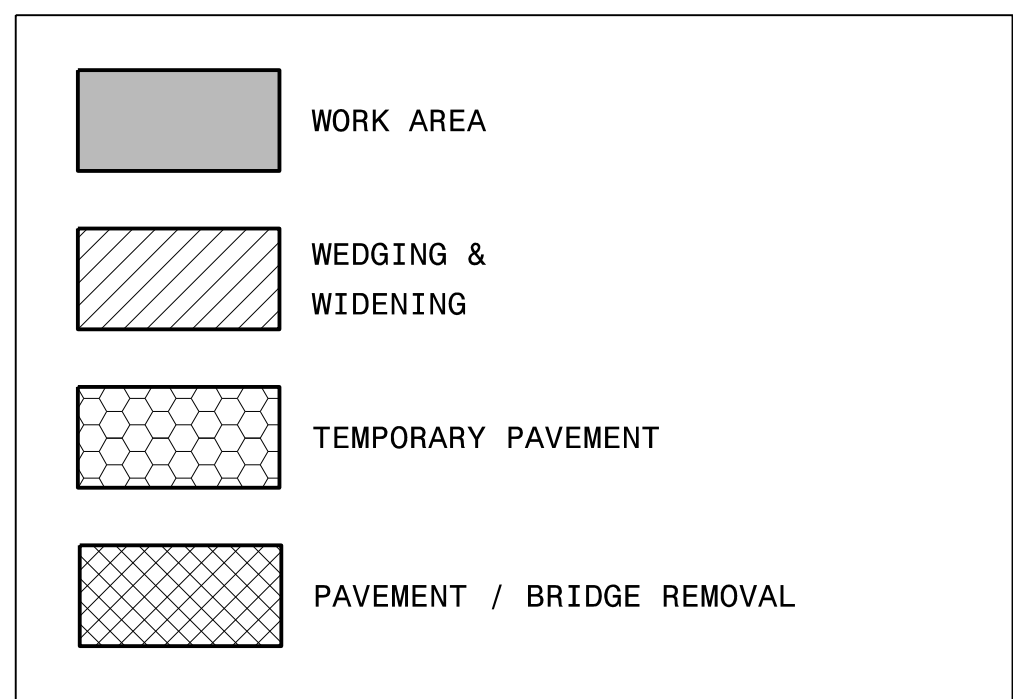 WORK AREA
WEDGING &
WIDENING
TEMPORARY PAVEMENT
PAVEMENT / BRIDGE REMOVAL